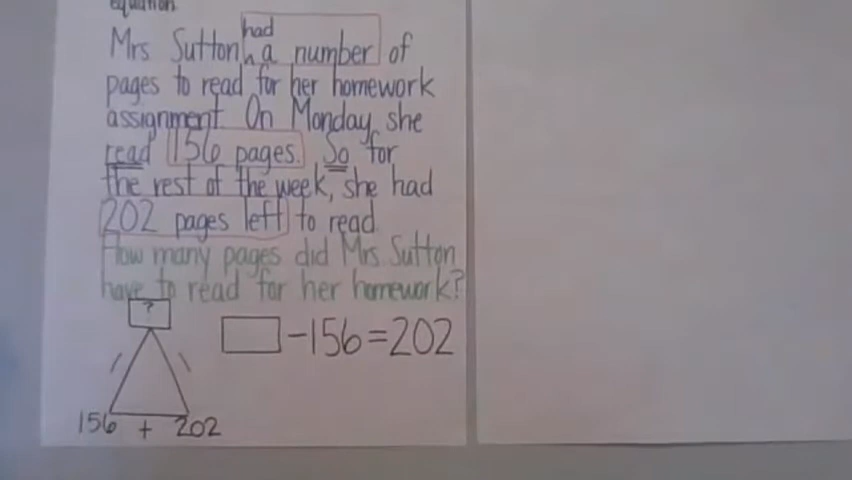 equation.
had
Mrs. Sutton ^ a number of
pages to read for her homework
assignment. On Monday, she
read 156 pages. So for
the rest of the week, she had
202 pages left to read.
How many pages did Mrs. Sutton
have to read for her homework?
?
-156=202
156 + 202